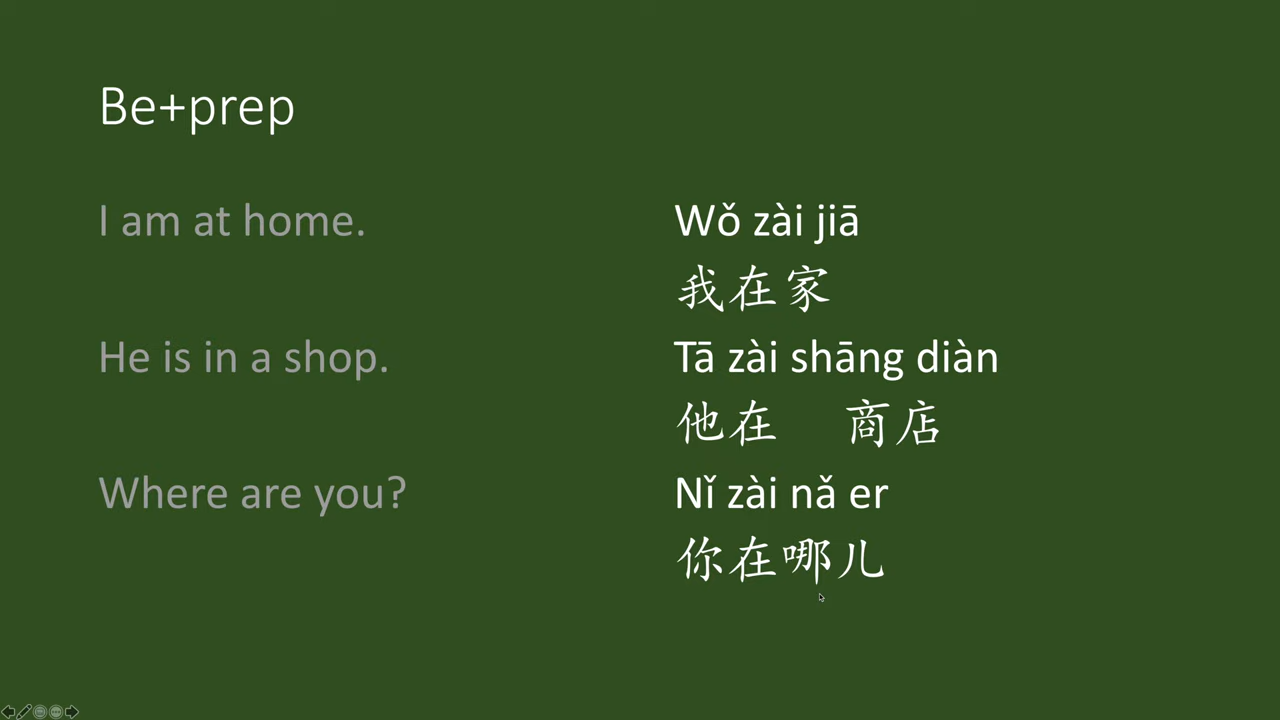 Be+prep
I am at home.
Wǒ zài jiā
我在家
He is in a shop.
Tā zài shāng diàn
他在 商店
Where are you?
Nǐ zài nǎ er
你在哪儿